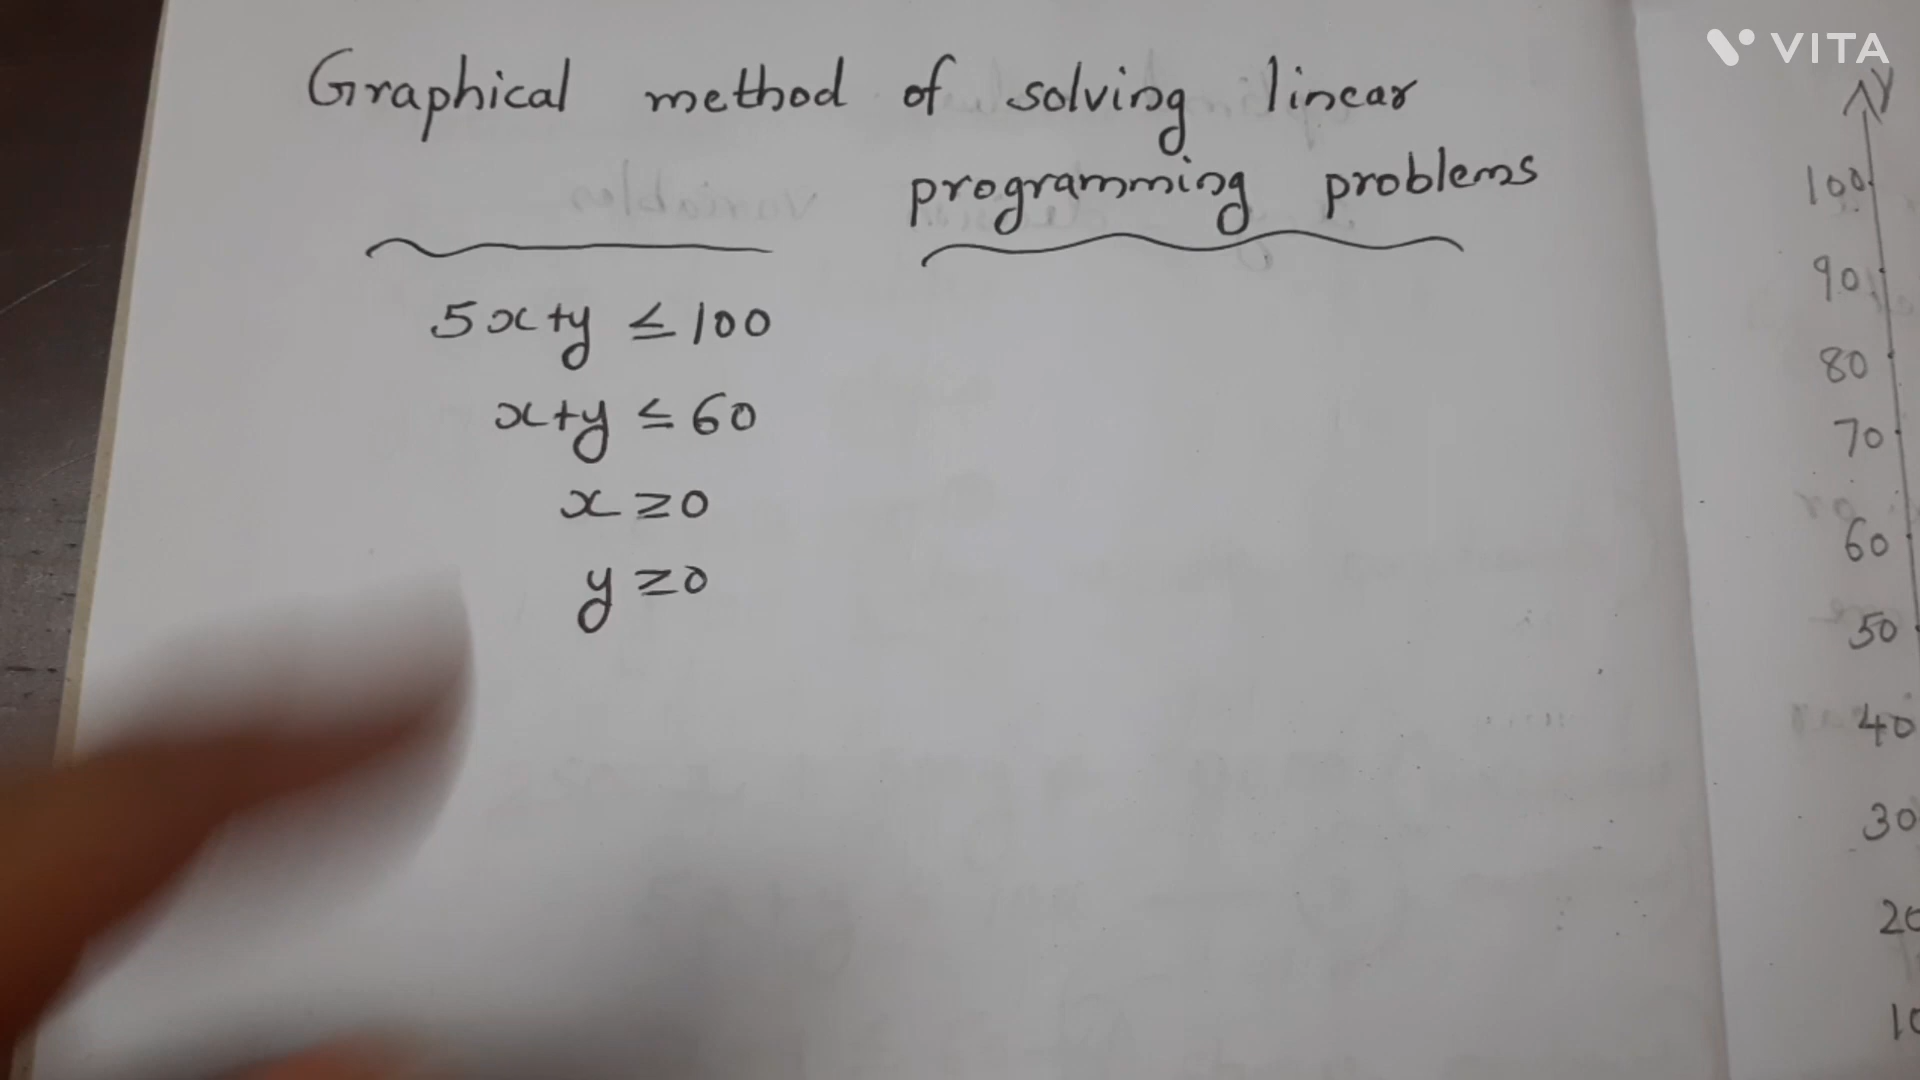 VITA
Graphical method of solving linear
programming problems
5x+y ≤ 100
x+y ≤ 60
x ≥ 0
y ≥ 0
Y
100
90
80
70
60
50
40
30